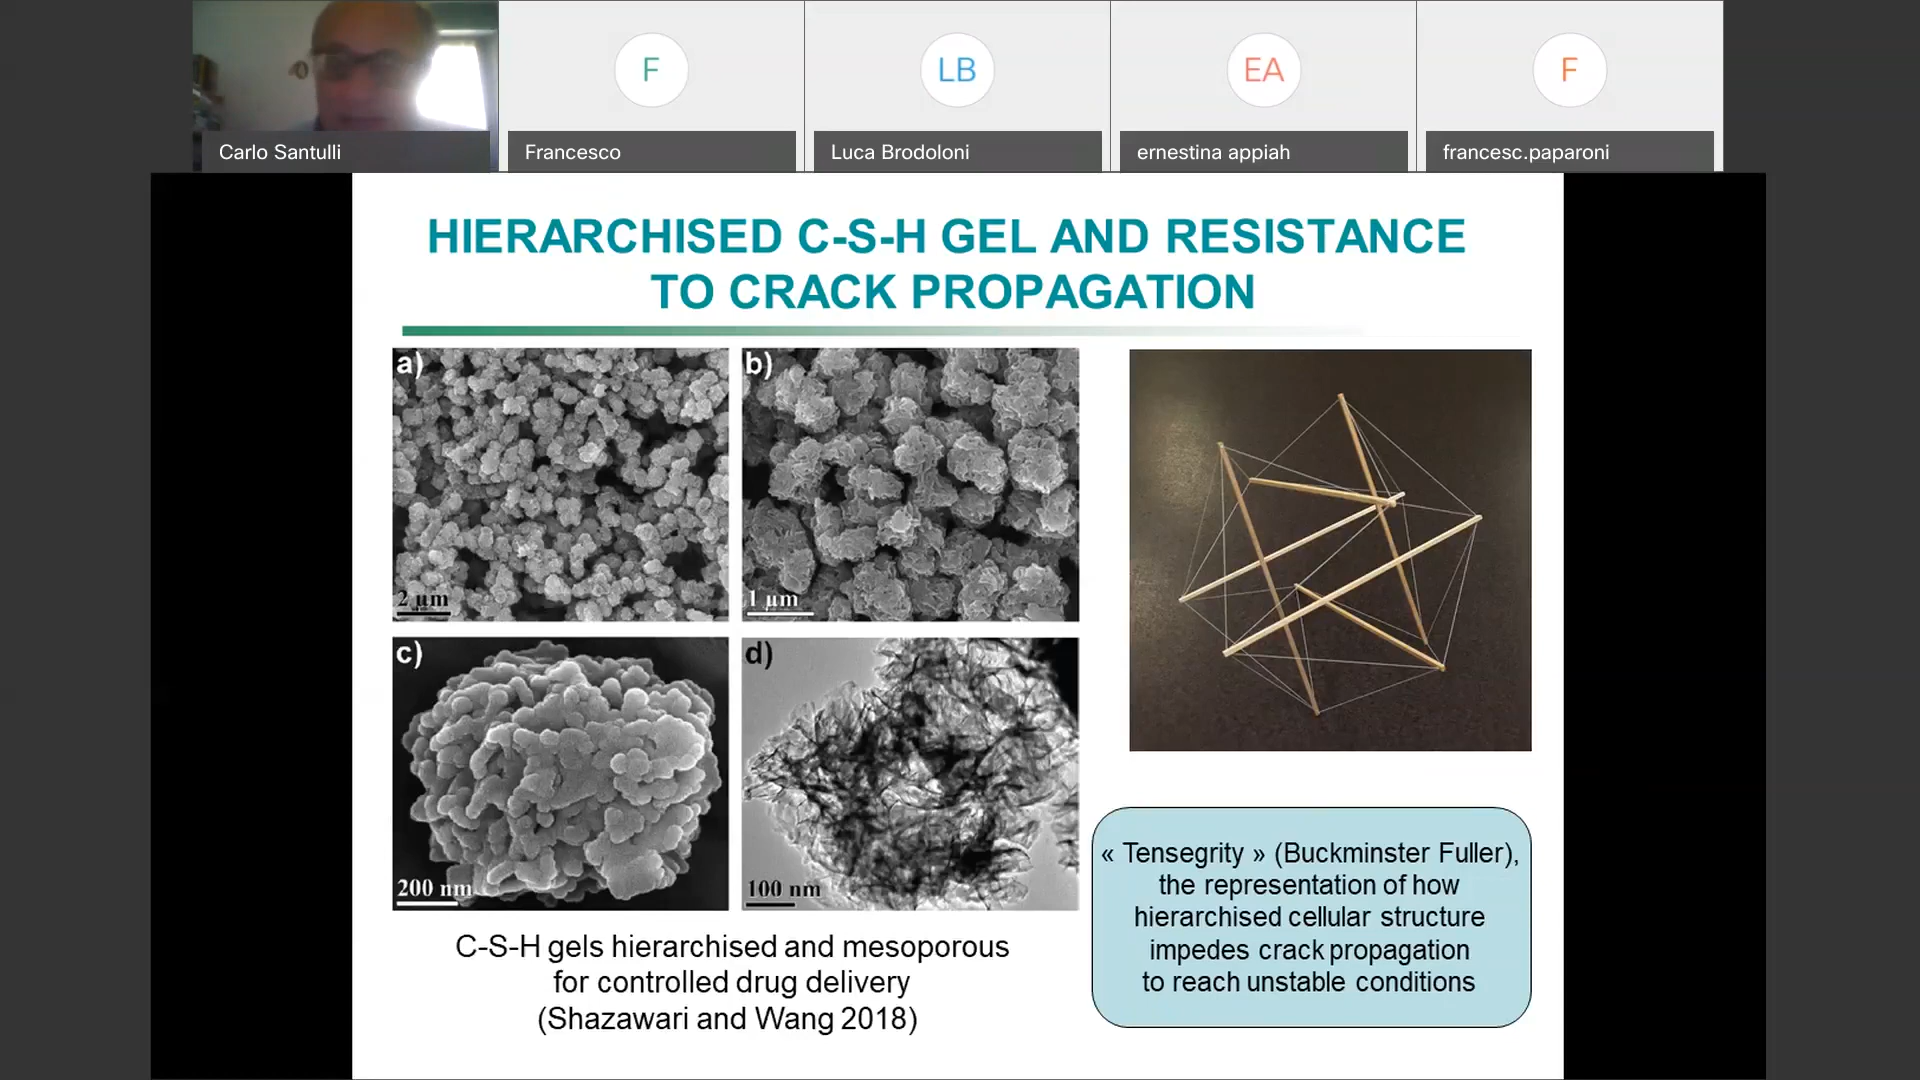 F
LB
EA
F
Carlo Santulli
Francesco
Luca Brodoloni
ernestina appiah
francesc.paparoni
HIERARCHISED C-S-H GEL AND RESISTANCE
TO CRACK PROPAGATION
a)
2 µm
b)
1 µm
c)
200 nm
d)
100 nm
C-S-H gels hierarchised and mesoporous
for controlled drug delivery
(Shazawari and Wang 2018)
« Tensegrity » (Buckminster Fuller),
the representation of how
hierarchised cellular structure
impedes crack propagation
to reach unstable conditions